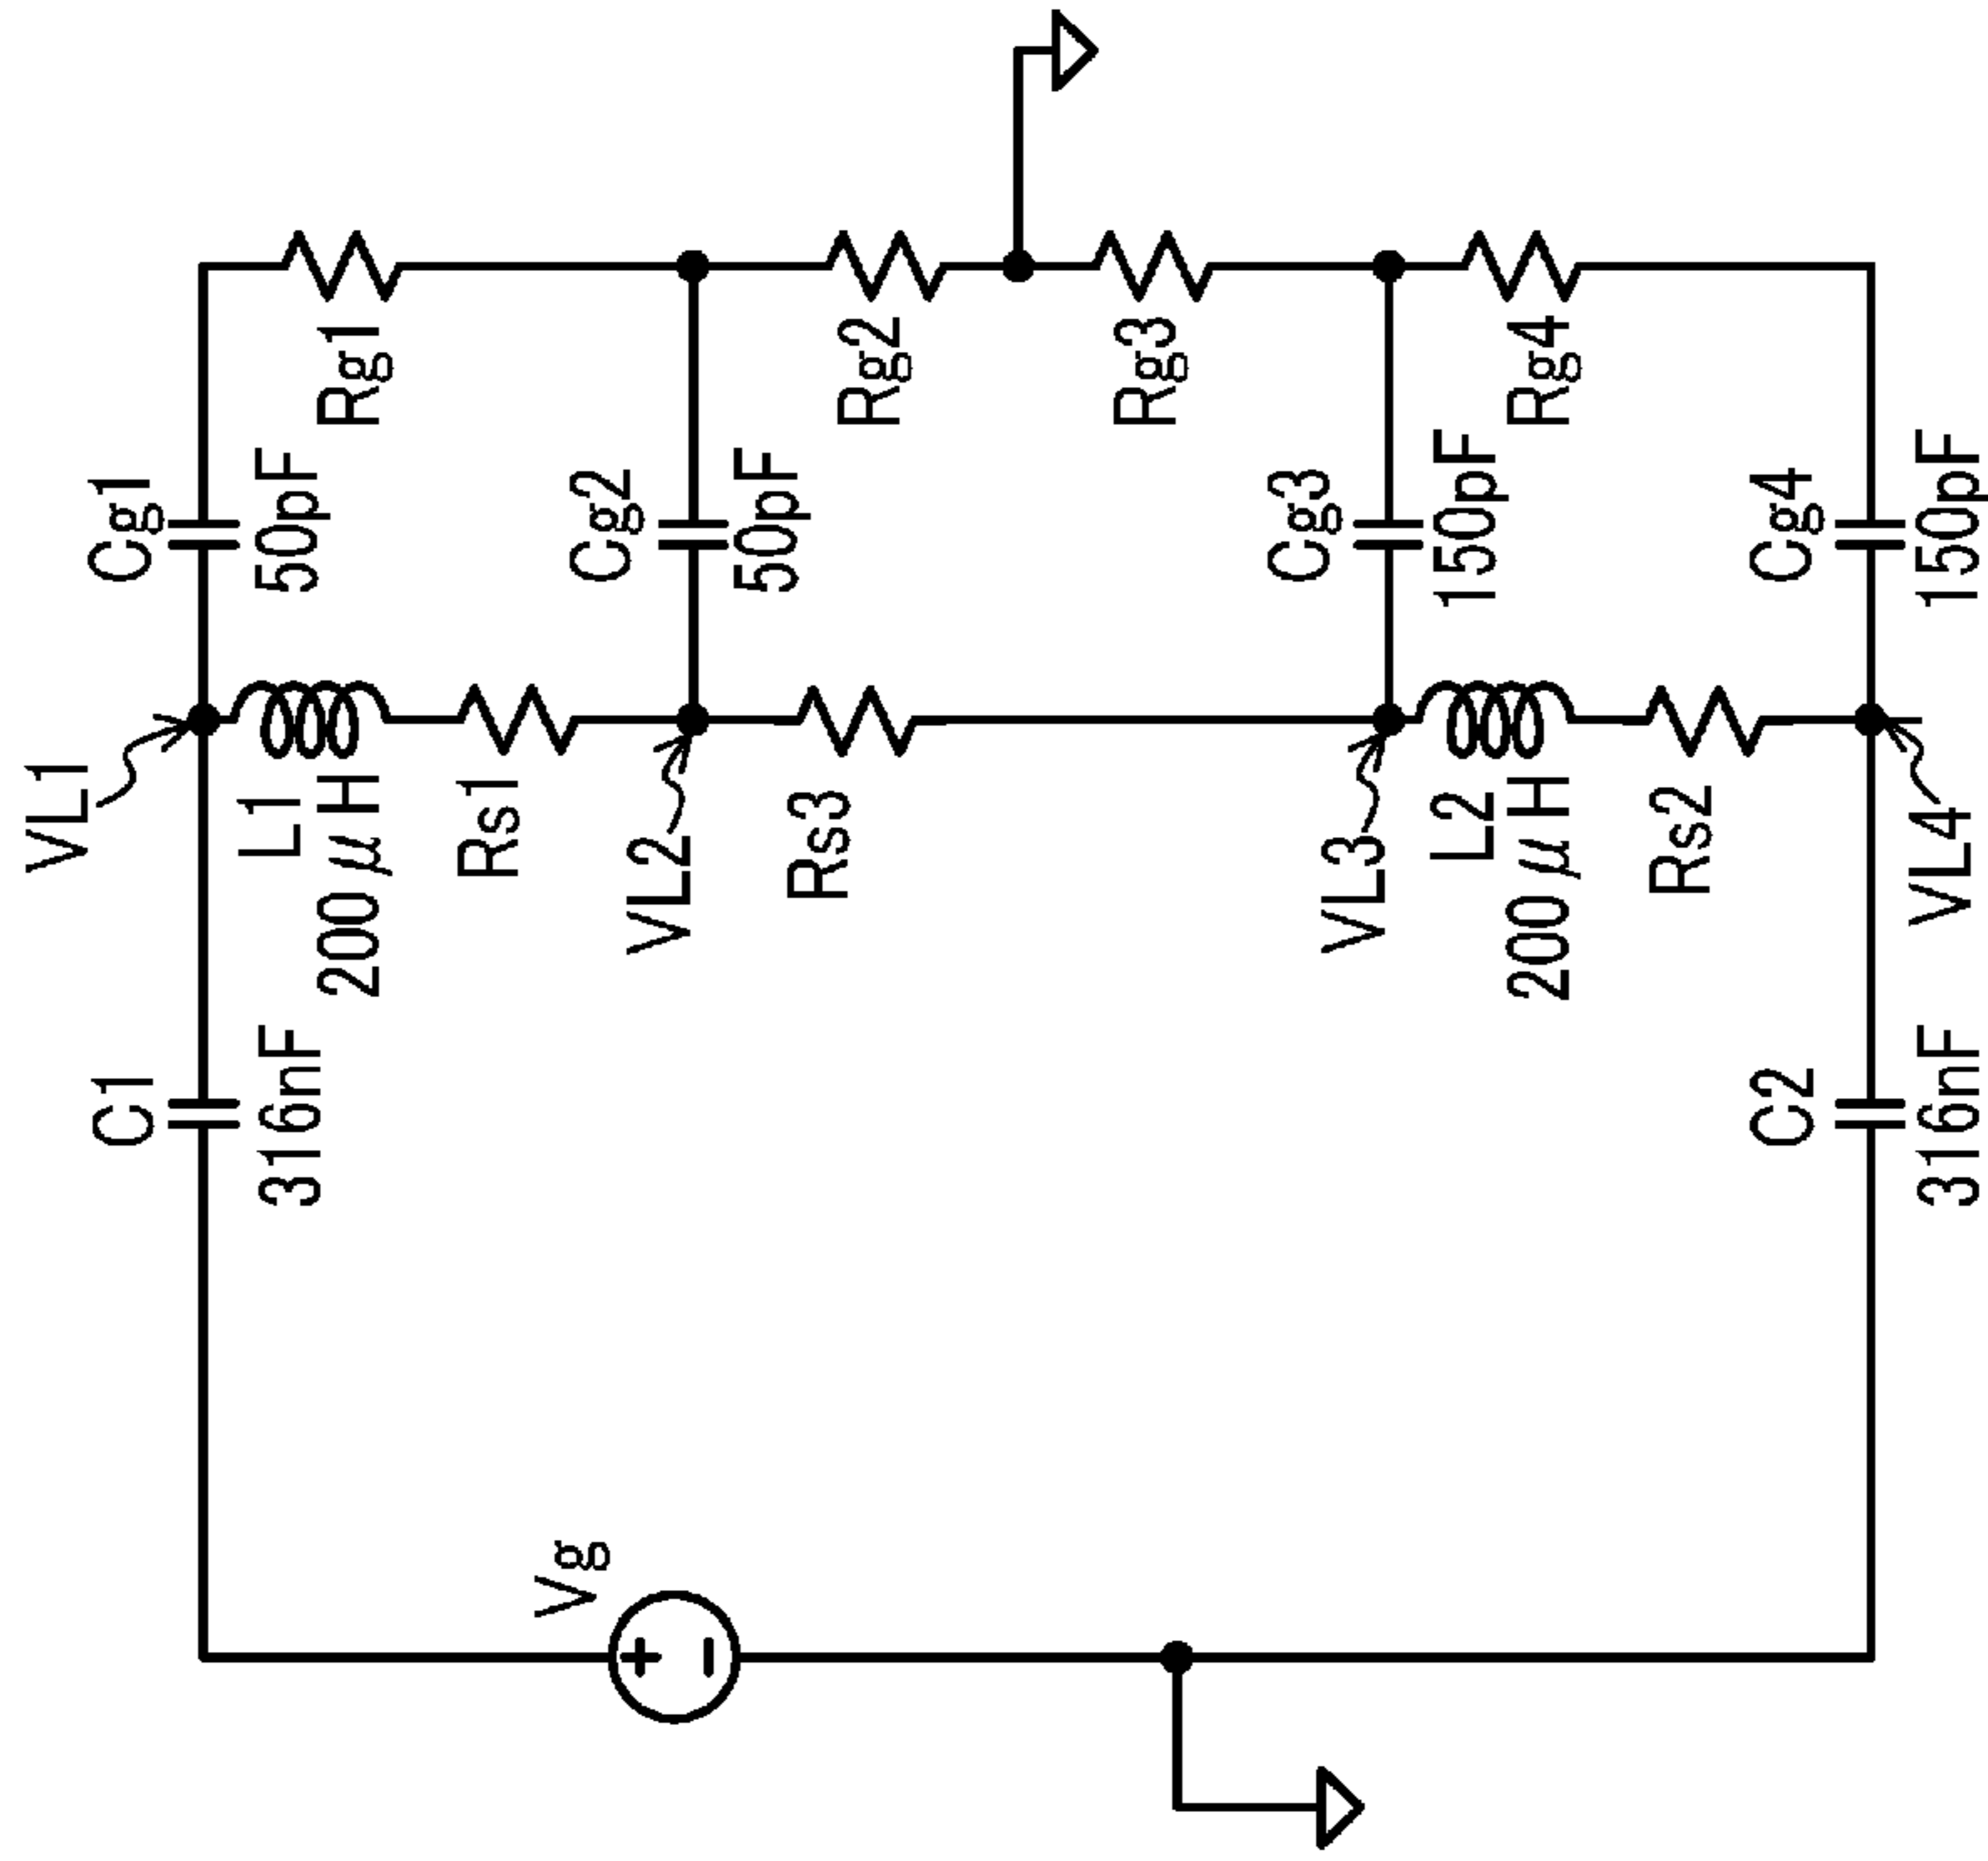 Cg1
50pF
Rg1
Cg2
50pF
Rg2
Rg3
Cg3
150pF
Rg4
Cg4
150pF
VL1
L1
200μH
Rs1
VL2
Rs3
VL3
L2
200μH
Rs2
VL4
C1
316nF
C2
316nF
Vg
+
−